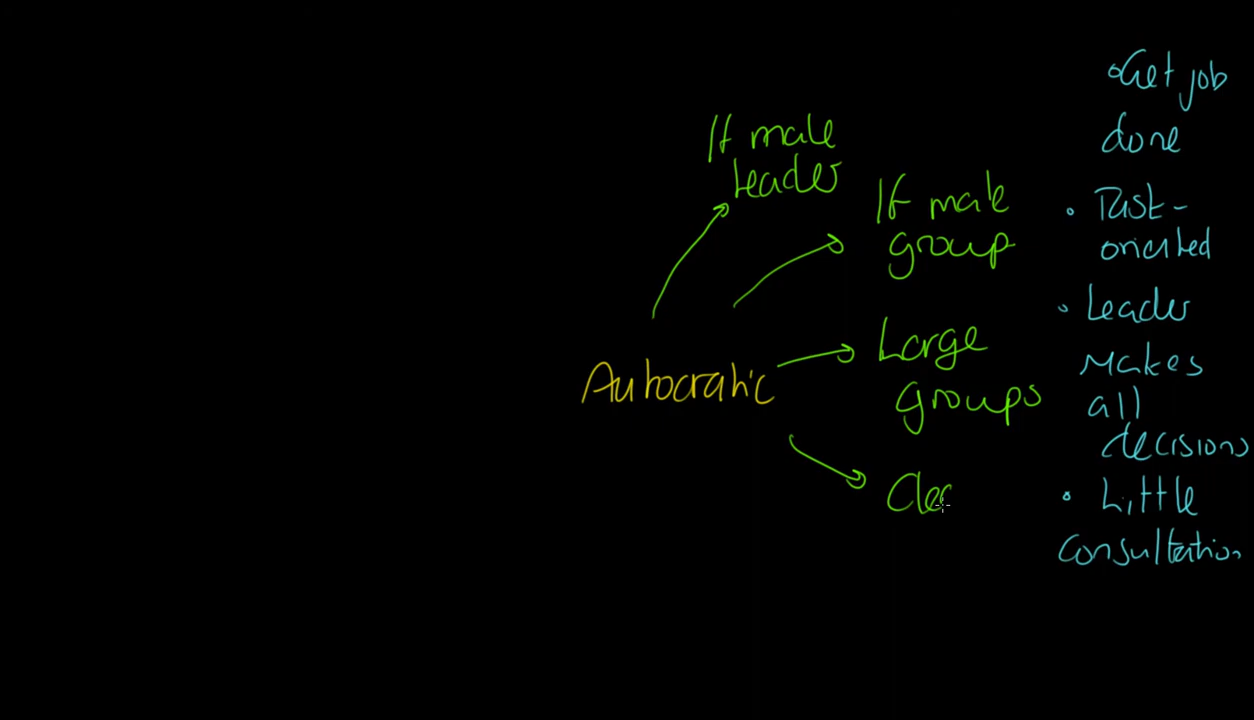 If male
leader
If male
group
Autocratic
Large
groups
Clea
• Get job
done
• Task-
oriented
• Leader
makes
all
decisions
• Little
consultation